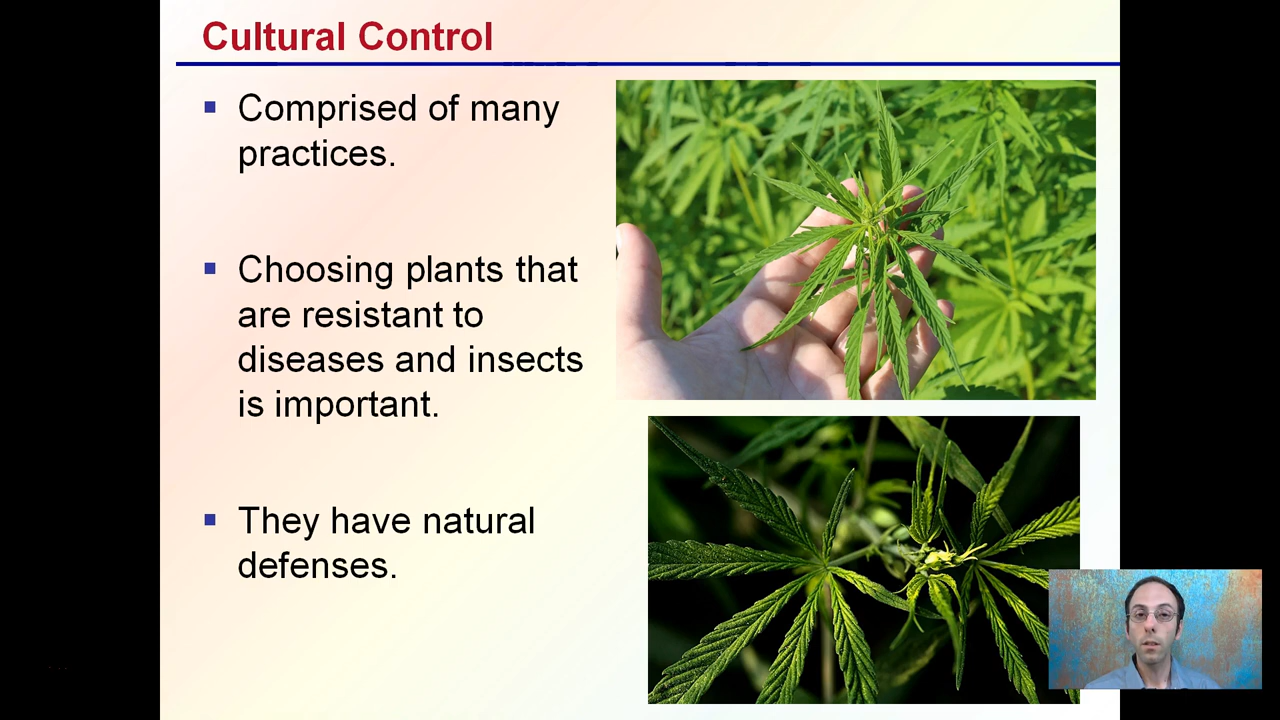 Cultural Control
▪ Comprised of many
practices.
▪ Choosing plants that
are resistant to
diseases and insects
is important.
▪ They have natural
defenses.